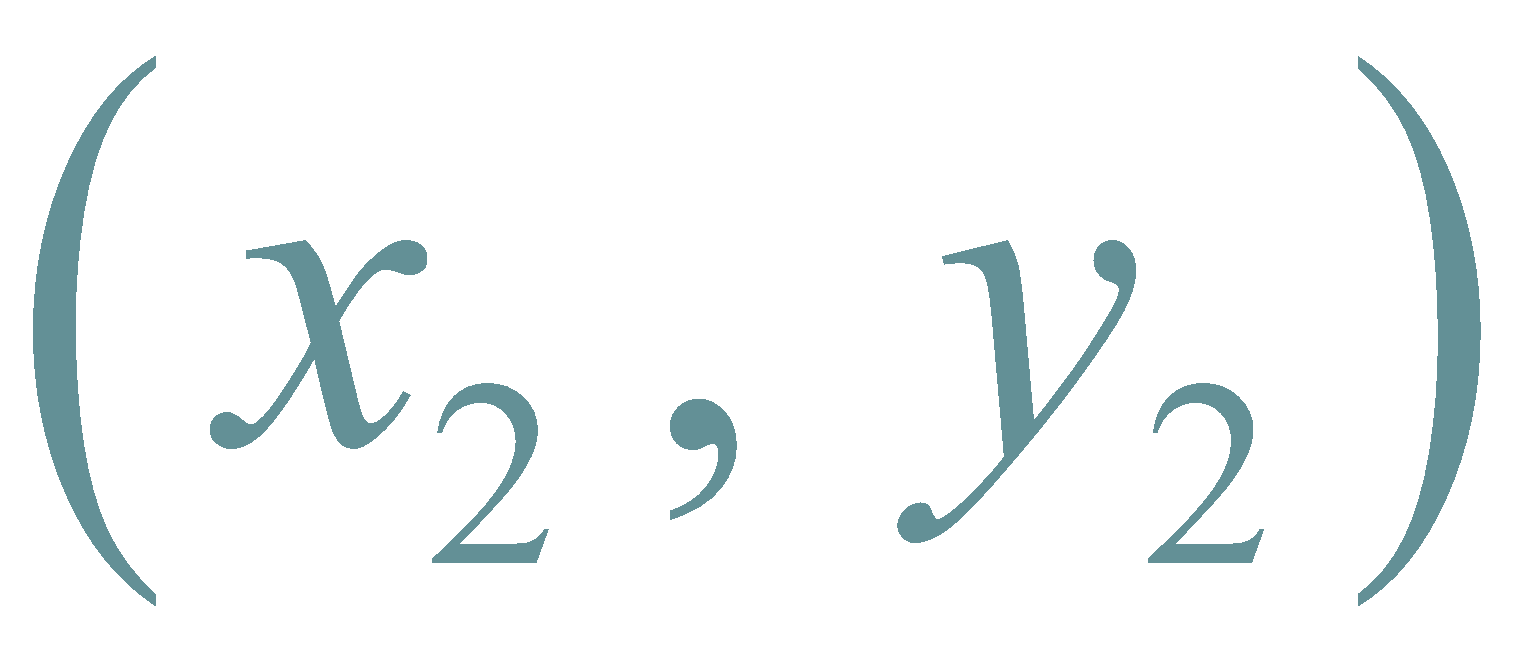 (x₂, y₂)